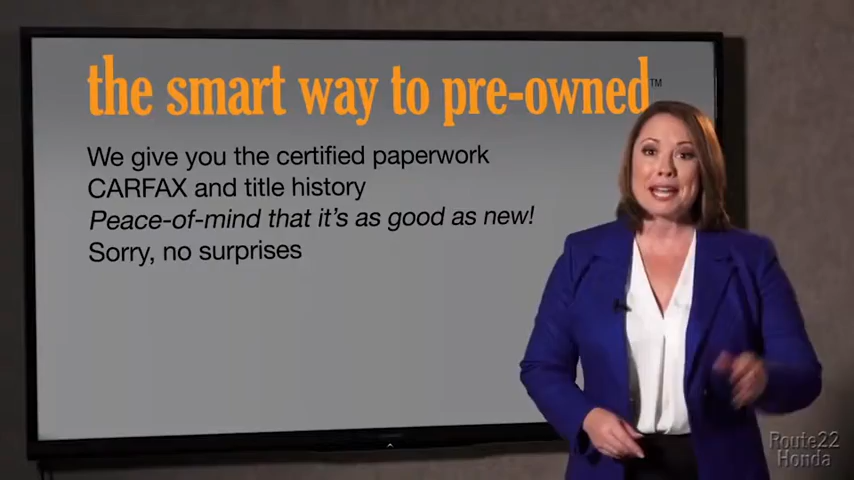 the smart way to pre-owned™
We give you the certified paperwork
CARFAX and title history
Peace-of-mind that it's as good as new!
Sorry, no surprises
Route22
Honda